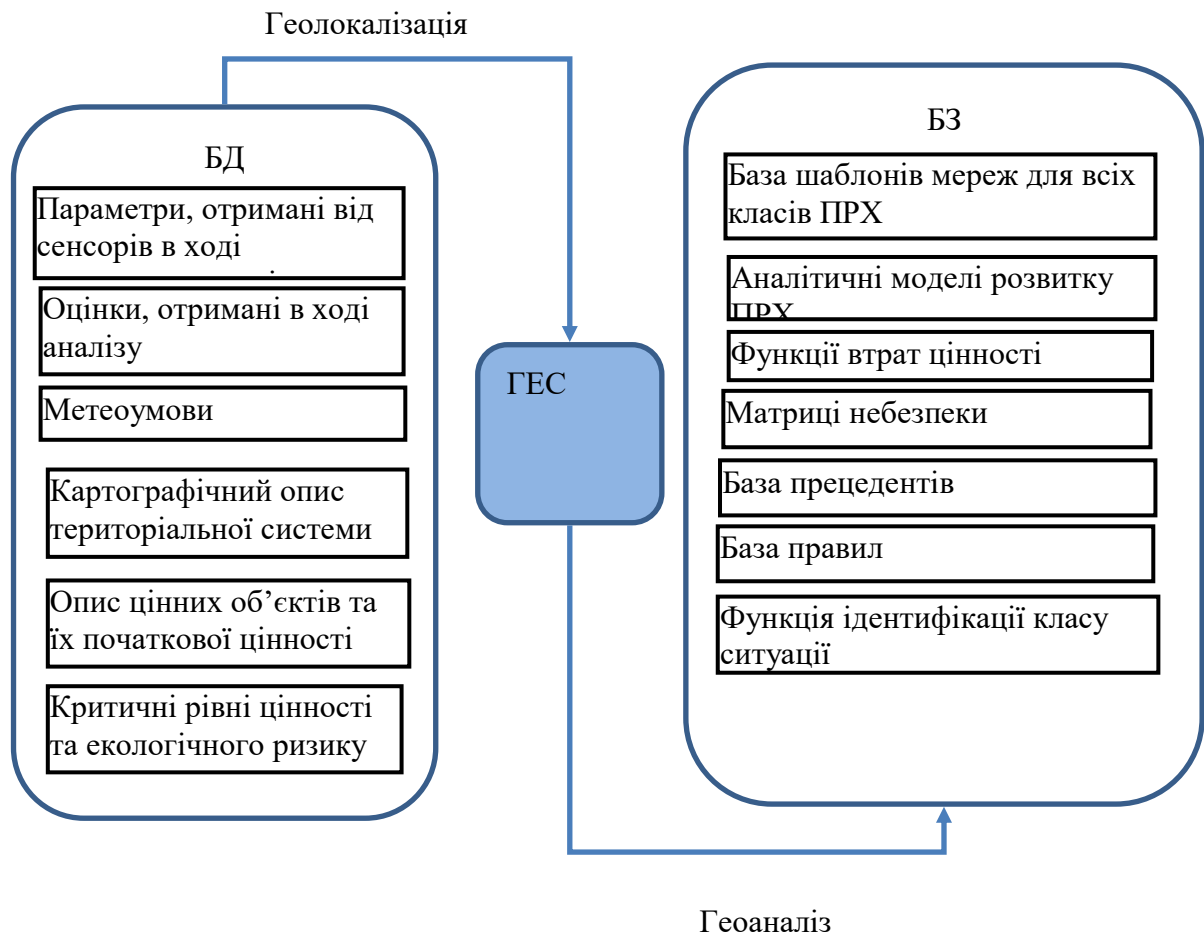 Геолокалізація
БД
Параметри, отримані від
сенсорів в ході
Оцінки, отримані в ході
аналізу
Метеоумови
Картографічний опис
територіальної системи
Опис цінних об’єктів та
їх початкової цінності
Критичні рівні цінності
та екологічного ризику
ГЕС
БЗ
База шаблонів мереж для всіх
класів ПРХ
Аналітичні моделі розвитку
ПРХ
Функції втрат цінності
Матриці небезпеки
База прецедентів
База правил
Функція ідентифікації класу
ситуації
Геоаналіз